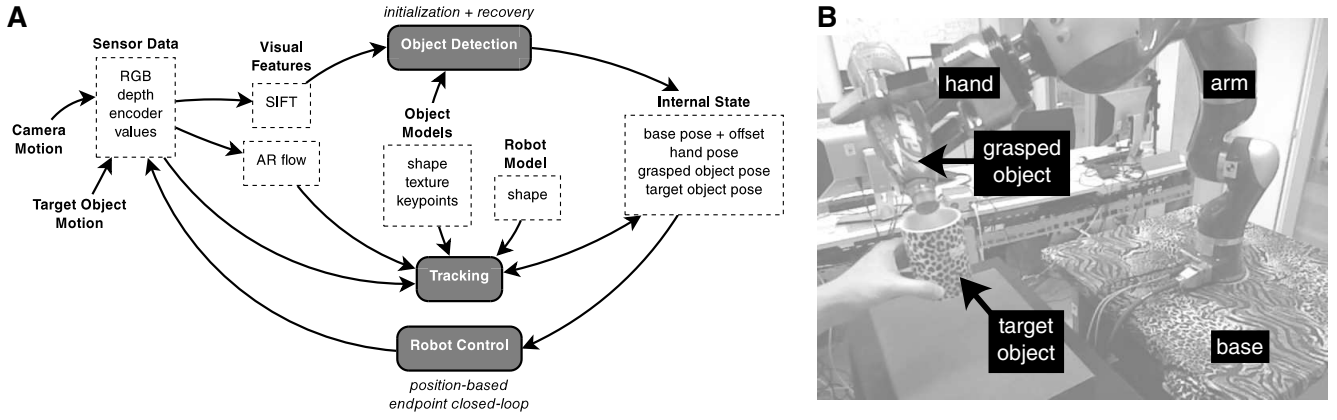 A
initialization + recovery
Object Detection
Sensor Data
RGB
depth
encoder
values
Visual
Features
SIFT
AR flow
Camera
Motion
Target Object
Motion
Object
Models
shape
texture
keypoints
Robot
Model
shape
Internal State
base pose + offset
hand pose
grasped object pose
target object pose
Tracking
Robot Control
position-based
endpoint closed-loop
B
hand
arm
grasped
object
target
object
base